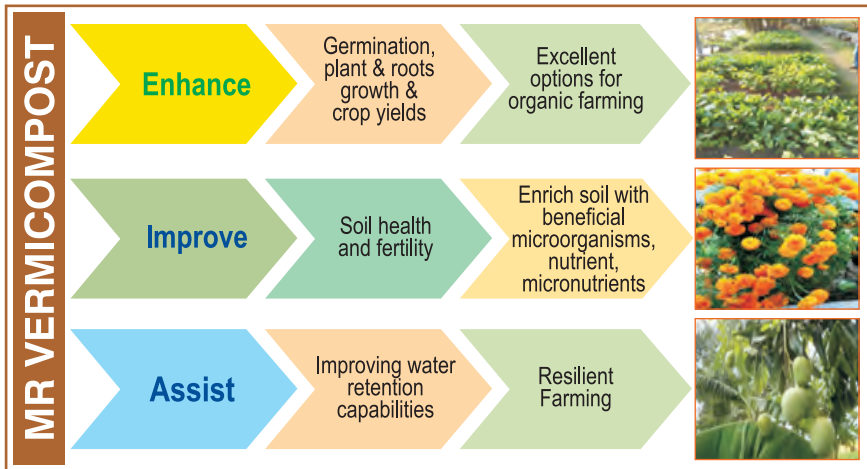 MR VERMICOMPOST
Enhance
Germination,
plant & roots
growth &
crop yields
Excellent
options for
organic farming
Improve
Soil health
and fertility
Enrich soil with
beneficial
microorganisms,
nutrient,
micronutrients
Assist
Improving water
retention
capabilities
Resilient
Farming